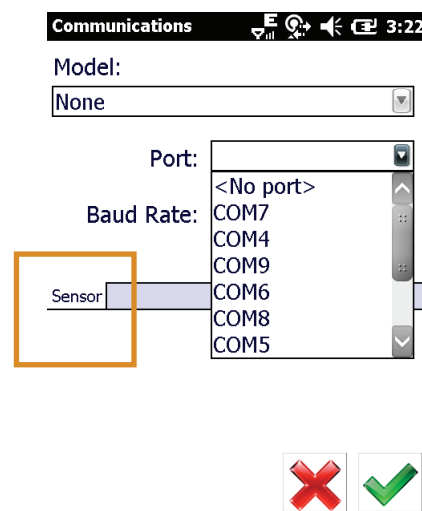 Communications E 3:22
Model:
None
Port:
<No port>
COM7
Baud Rate:
COM4
COM9
Sensor
COM6
COM8
COM5